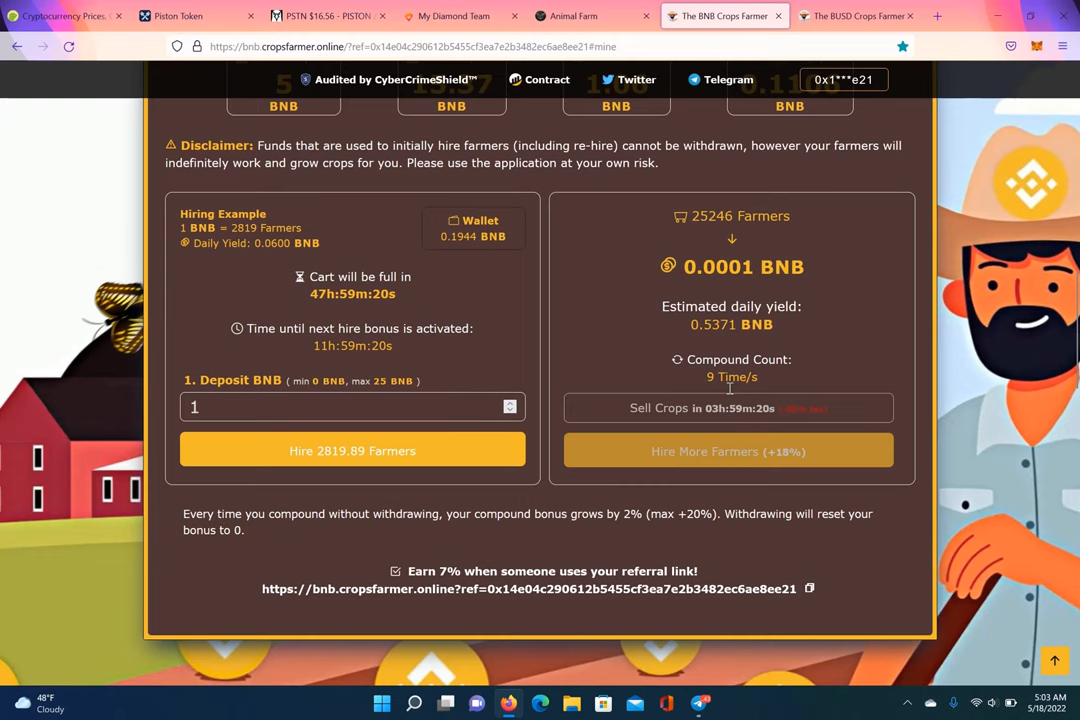 Cryptocurrency Prices,
Piston Token
PSTN $16.56 - PISTON
My Diamond Team
Animal Farm
The BNB Crops Farmer
The BUSD Crops Farmer
https://bnb.cropsfarmer.online/?ref=0x14e04c290612b5455cf3ea7e2b3482ec6ae8ee21#mine
Audited by CyberCrimeShield™
Contract
Twitter
Telegram
0x1***e21
BNB
BNB
BNB
BNB
Disclaimer: Funds that are used to initially hire farmers (including re-hire) cannot be withdrawn, however your farmers will
indefinitely work and grow crops for you. Please use the application at your own risk.
Hiring Example
1 BNB = 2819 Farmers
Daily Yield: 0.0600 BNB
Wallet
0.1944 BNB
Cart will be full in
47h:59m:20s
Time until next hire bonus is activated:
11h:59m:20s
1. Deposit BNB ( min 0 BNB, max 25 BNB )
1
Hire 2819.89 Farmers
25246 Farmers
↓
0.0001 BNB
Estimated daily yield:
0.5371 BNB
Compound Count:
9 Time/s
Sell Crops in 03h:59m:20s
Hire More Farmers (+18%)
Every time you compound without withdrawing, your compound bonus grows by 2% (max +20%). Withdrawing will reset your
bonus to 0.
Earn 7% when someone uses your referral link!
https://bnb.cropsfarmer.online?ref=0x14e04c290612b5455cf3ea7e2b3482ec6ae8ee21
48°F
Cloudy
5:03 AM
5/18/2022